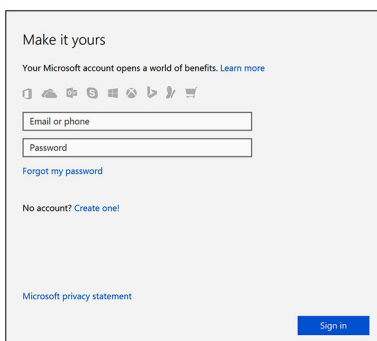 Make it yours
Your Microsoft account opens a world of benefits. Learn more
Email or phone
Password
Forgot my password
No account? Create one!
Microsoft privacy statement
Sign in